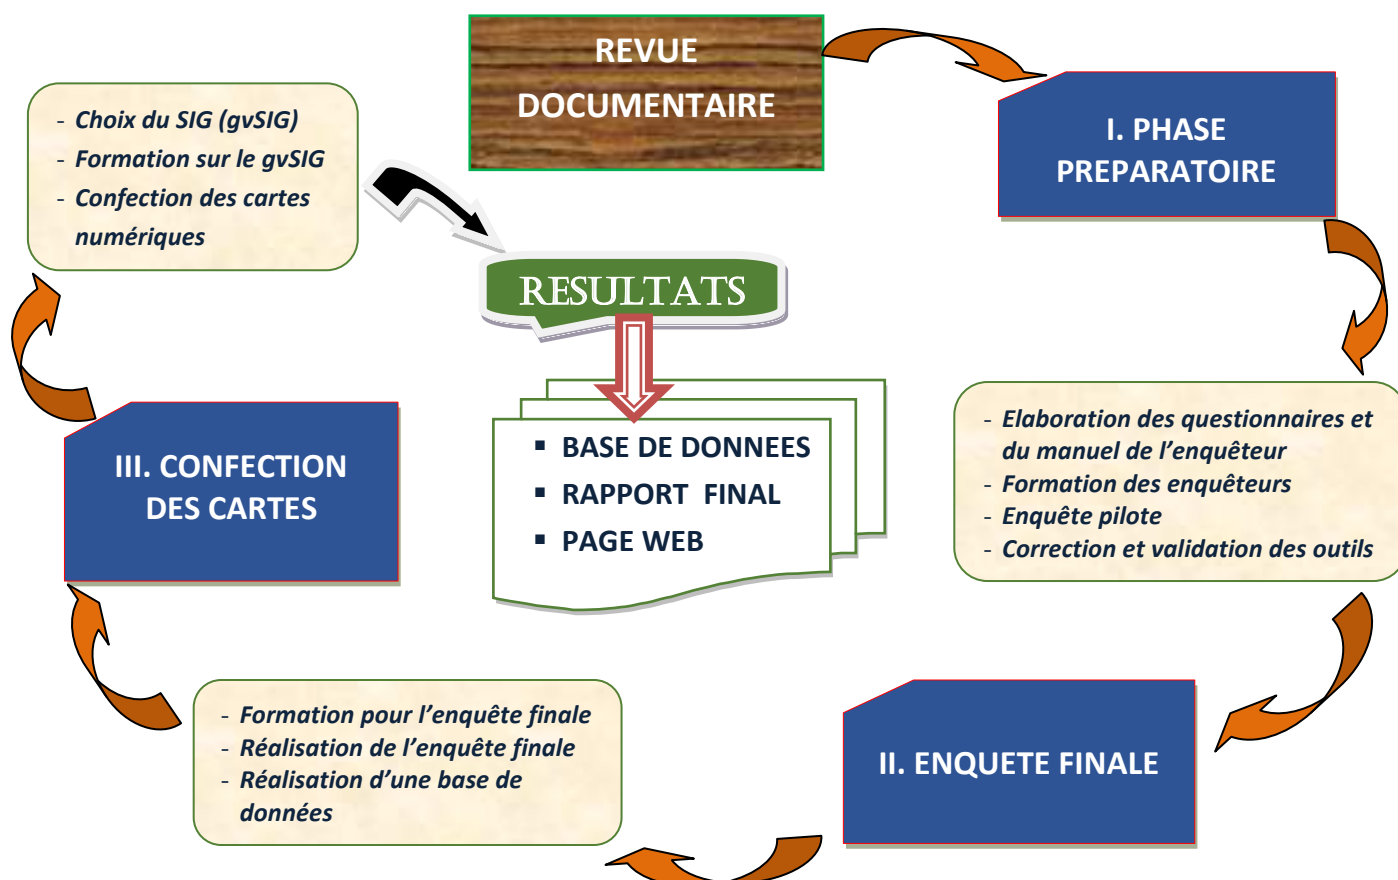 REVUE
DOCUMENTAIRE
I. PHASE
PREPARATOIRE
- Elaboration des questionnaires et
du manuel de l’enquêteur
- Formation des enquêteurs
- Enquête pilote
- Correction et validation des outils
II. ENQUETE FINALE
- Formation pour l’enquête finale
- Réalisation de l’enquête finale
- Réalisation d’une base de
données
III. CONFECTION
DES CARTES
- Choix du SIG (gvSIG)
- Formation sur le gvSIG
- Confection des cartes
numériques
RESULTATS
▪ BASE DE DONNEES
▪ RAPPORT FINAL
▪ PAGE WEB